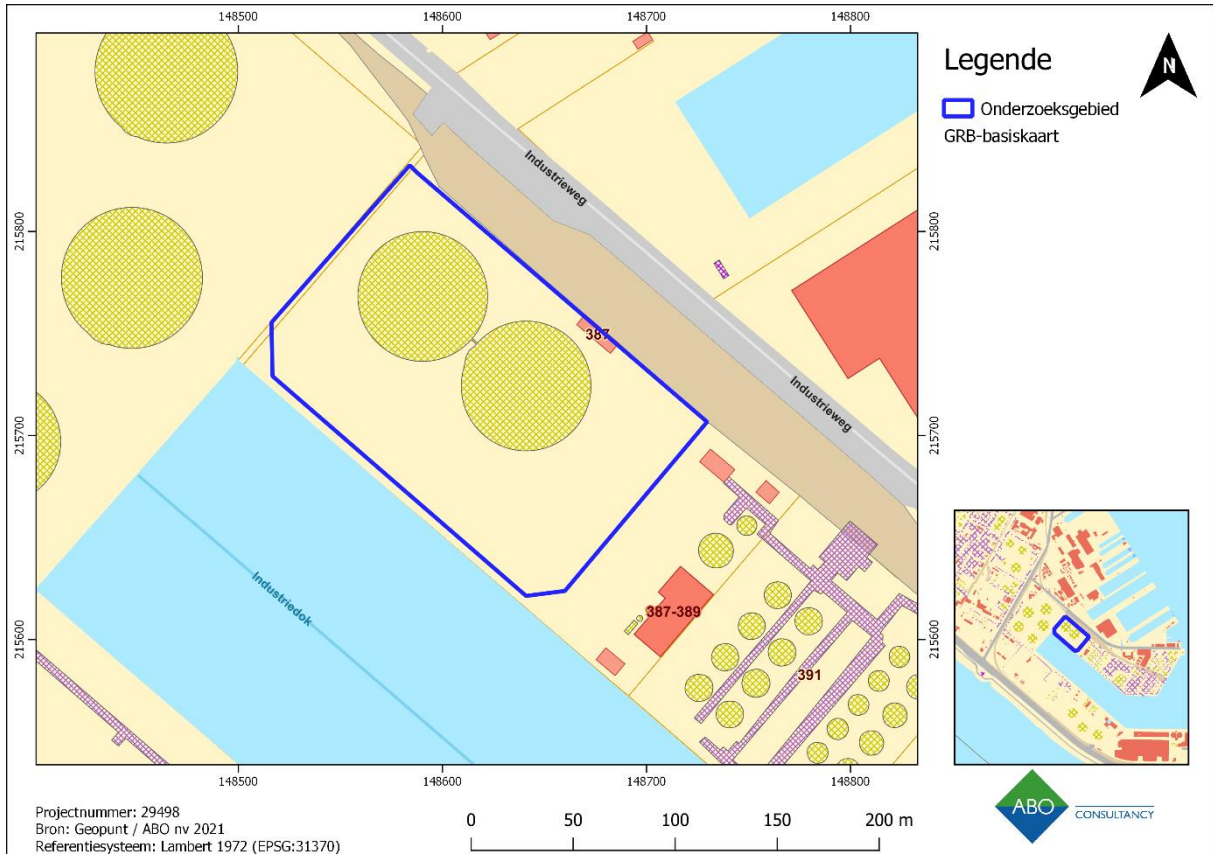 148500 148600 148700 148800
215800
215700
215600
215800
215700
215600
Industrieweg
Industrieweg
387
387-389
391
Industriedok
148500 148600 148700 148800
Legende
N
Onderzoeksgebied
GRB-basiskaart
Projectnummer: 29498
Bron: Geopunt / ABO nv 2021
Referentiesysteem: Lambert 1972 (EPSG:31370)
0 50 100 150 200 m
ABO CONSULTANCY